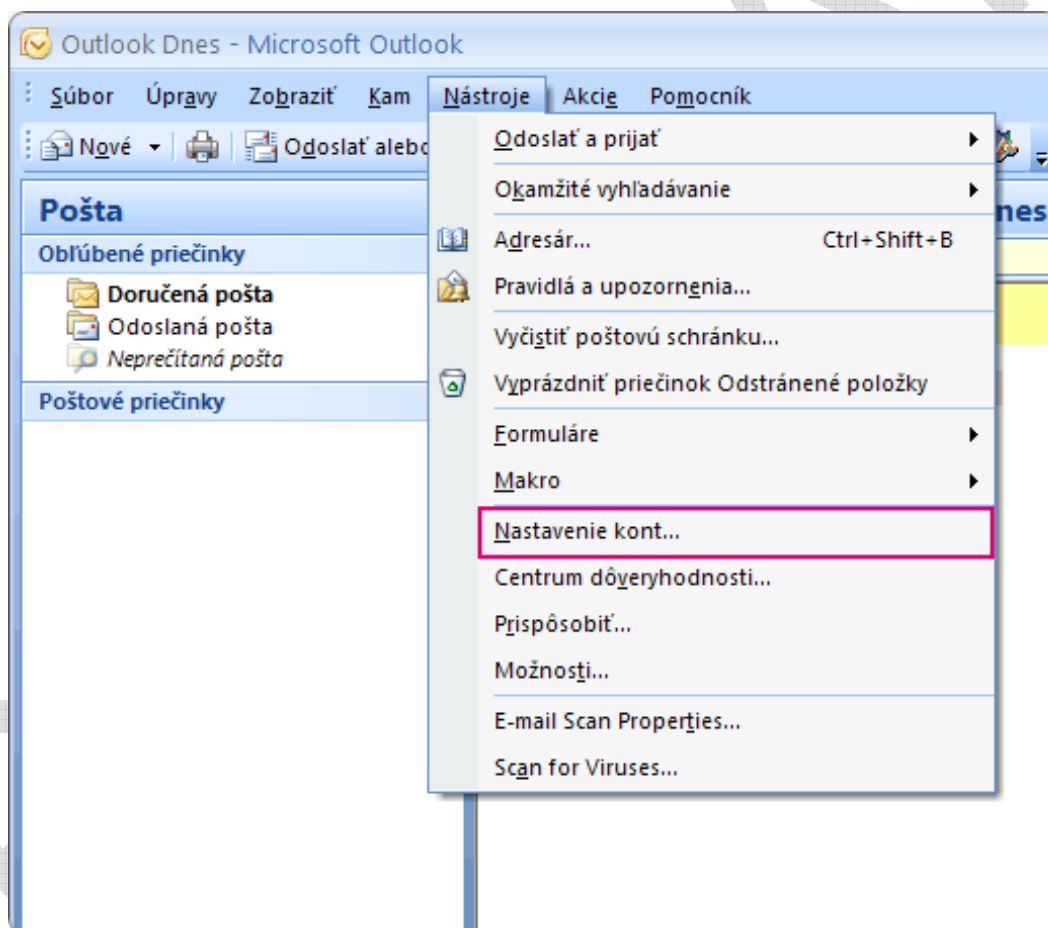 Outlook Dnes - Microsoft Outlook
Súbor Úpravy Zobraziť Kam Nástroje Akcie Pomocník
Nové Odoslať alebo
Pošta
Obľúbené priečinky
Doručená pošta
Odoslaná pošta
Neprečítaná pošta
Poštové priečinky
Odoslať a prijať
Okamžité vyhľadávanie
Adresár... Ctrl+Shift+B
Pravidlá a upozornenia...
Vyčistiť poštovú schránku...
Vyprázdniť priečinok Odstránené položky
Formuláre
Makro
Nastavenie kont...
Centrum dôveryhodnosti...
Prispôsobiť...
Možnosti...
E-mail Scan Properties...
Scan for Viruses...
nes